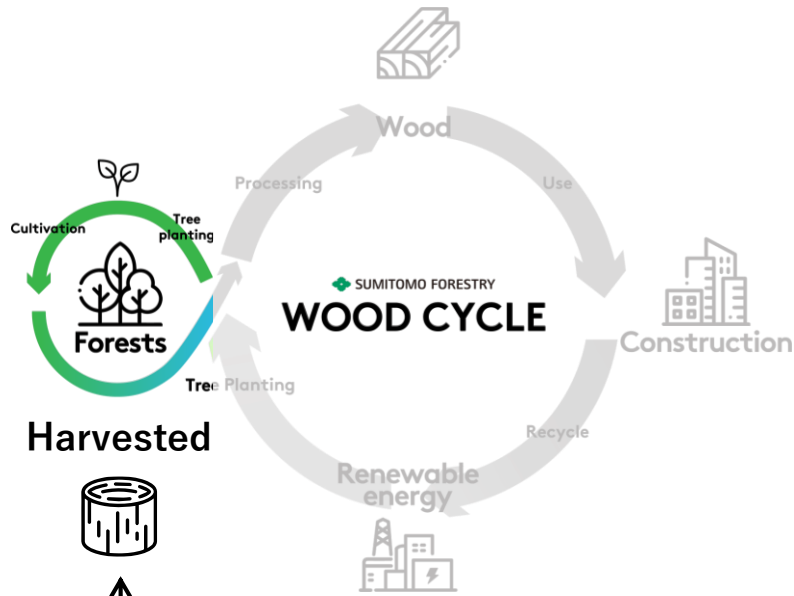 Wood
Processing
Use
Cultivation
Tree
planting
SUMITOMO FORESTRY
WOOD CYCLE
Forests
Construction
Tree Planting
Harvested
Recycle
Renewable
energy